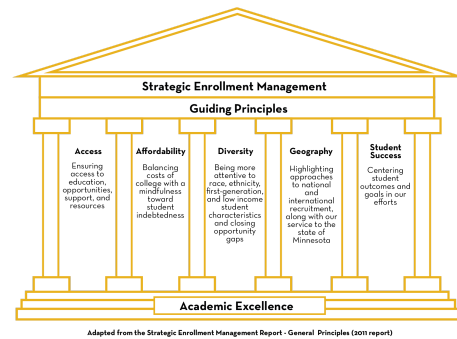 Strategic Enrollment Management
Guiding Principles
Access
Ensuring
access to
education,
opportunities,
support, and
resources
Affordability
Balancing
costs of
college with a
mindfulness
toward
student
indebtedness
Diversity
Being more
attentive to
race, ethnicity,
first-generation,
and low income
student
characteristics
and closing
opportunity
gaps
Geography
Highlighting
approaches
to national
and
international
recruitment,
along with our
service to the
state of
Minnesota
Student
Success
Centering
student
outcomes and
goals in our
efforts
Academic Excellence
Adapted from the Strategic Enrollment Management Report - General Principles (2011 report)